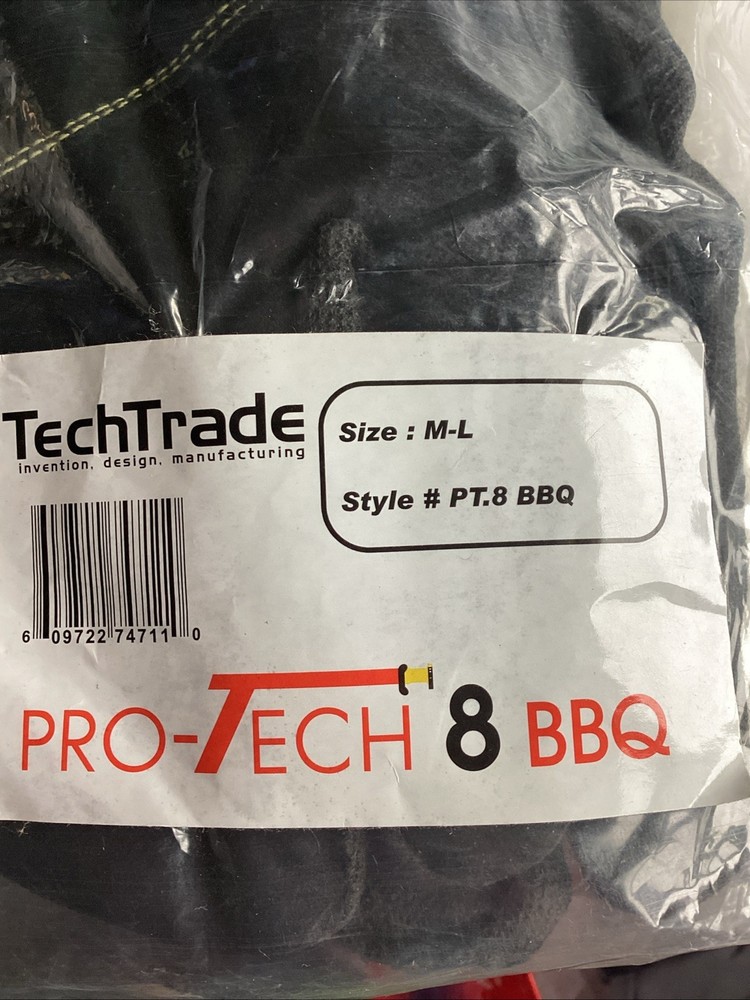 TechTrade
invention, design, manufacturing
Size : M-L
Style # PT.8 BBQ
6 09722 74711 0
PRO-TECH 8 BBQ